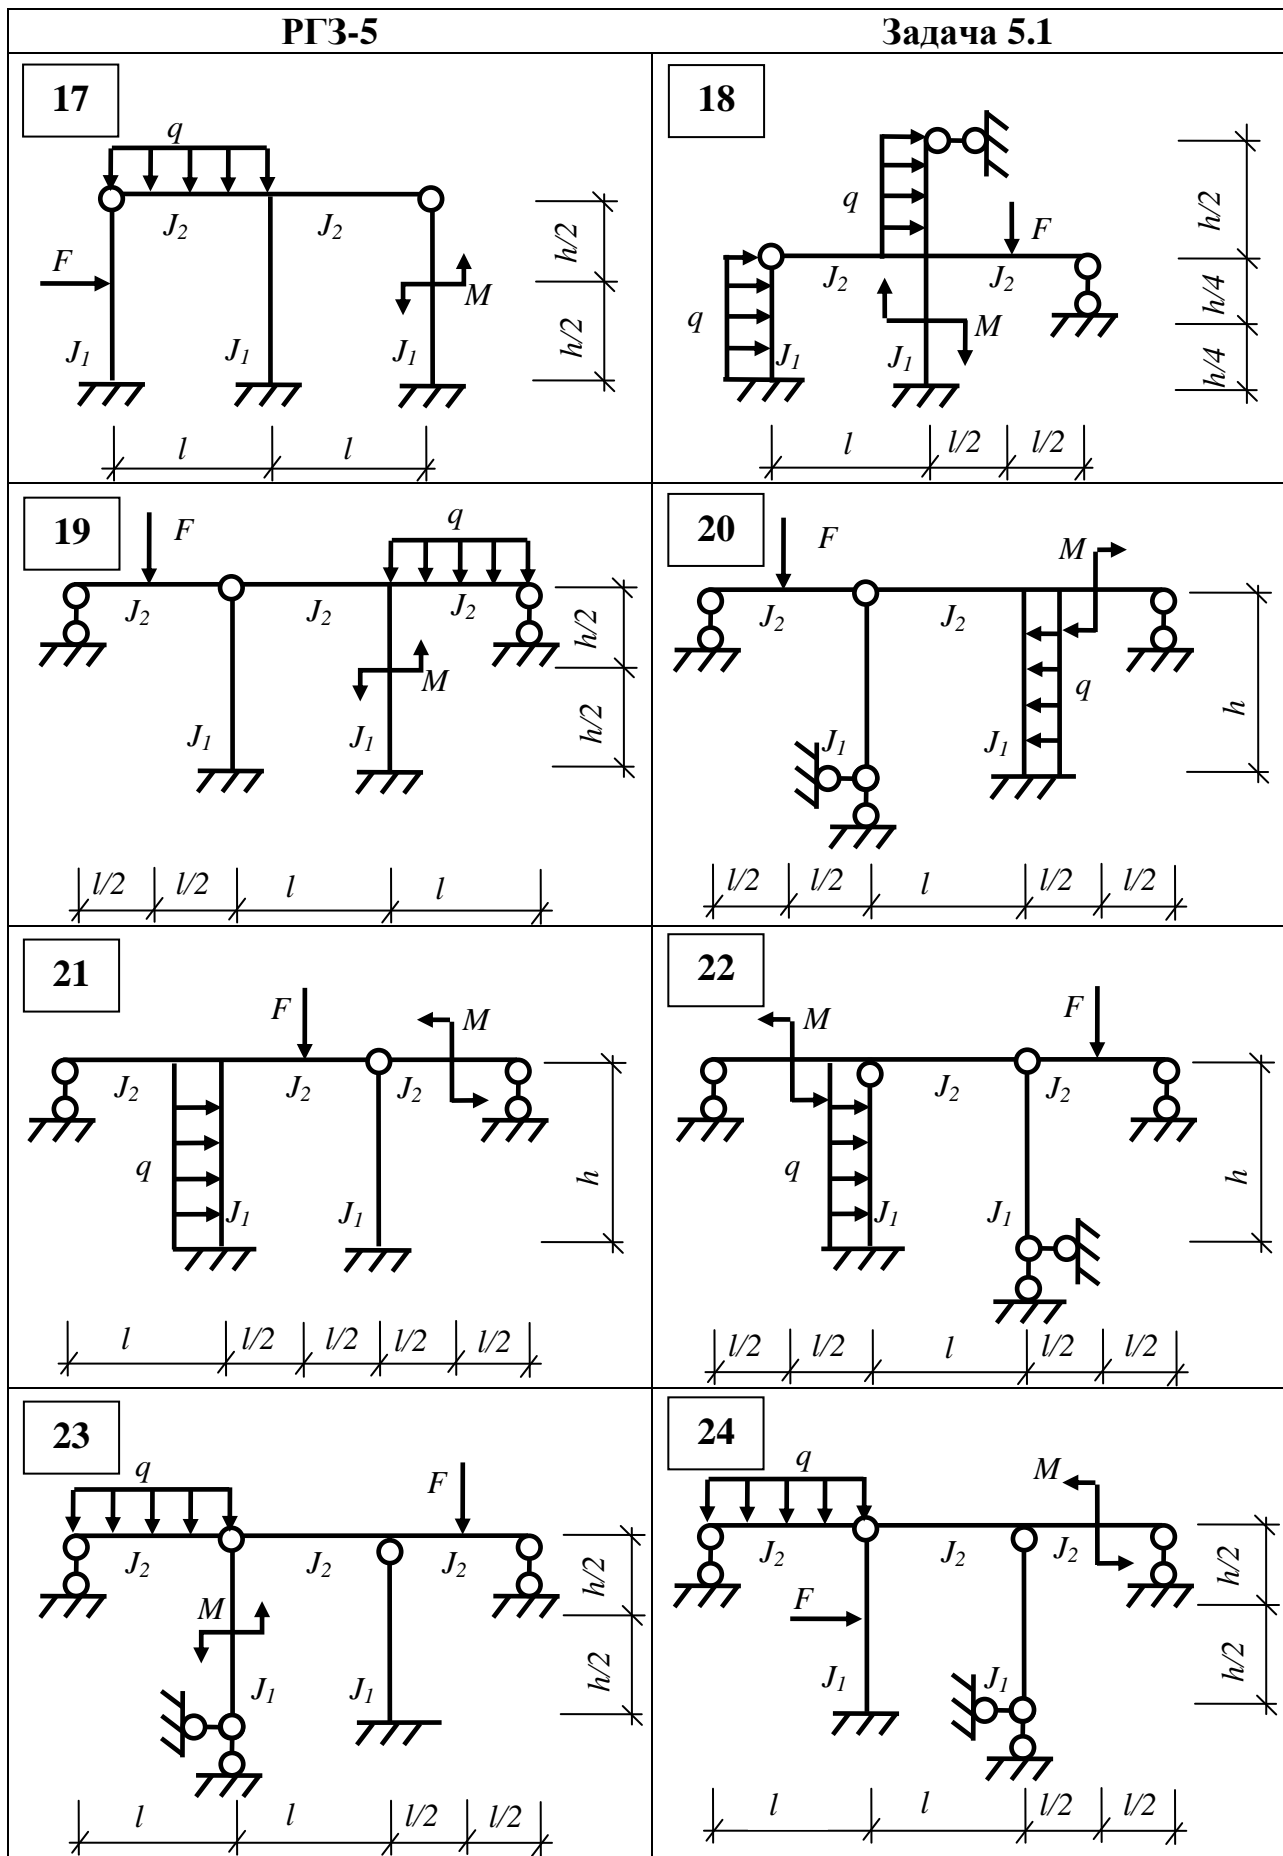 РГЗ-5 Задача 5.1
17
q
J2 J2
F
M
J1 J1 J1
h/2
h/2
l l
18
q
F
J2 J2
q
M
J1 J1
h/2
h/4
h/4
l l/2 l/2
19
F q
J2 J2 J2
M
J1 J1
h/2
h/2
l/2 l/2 l l
20
F M
J2 J2
q
J1 J1
h
l/2 l/2 l l/2 l/2
21
F M
J2 J2 J2
q
J1 J1
h
l l/2 l/2 l/2 l/2
22
M F
J2 J2
q
J1 J1
h
l/2 l/2 l l/2 l/2
23
q F
J2 J2 J2
M
J1 J1
h/2
h/2
l l l/2 l/2
24
q M
J2 J2 J2
F
J1 J1
h/2
h/2
l l l/2 l/2